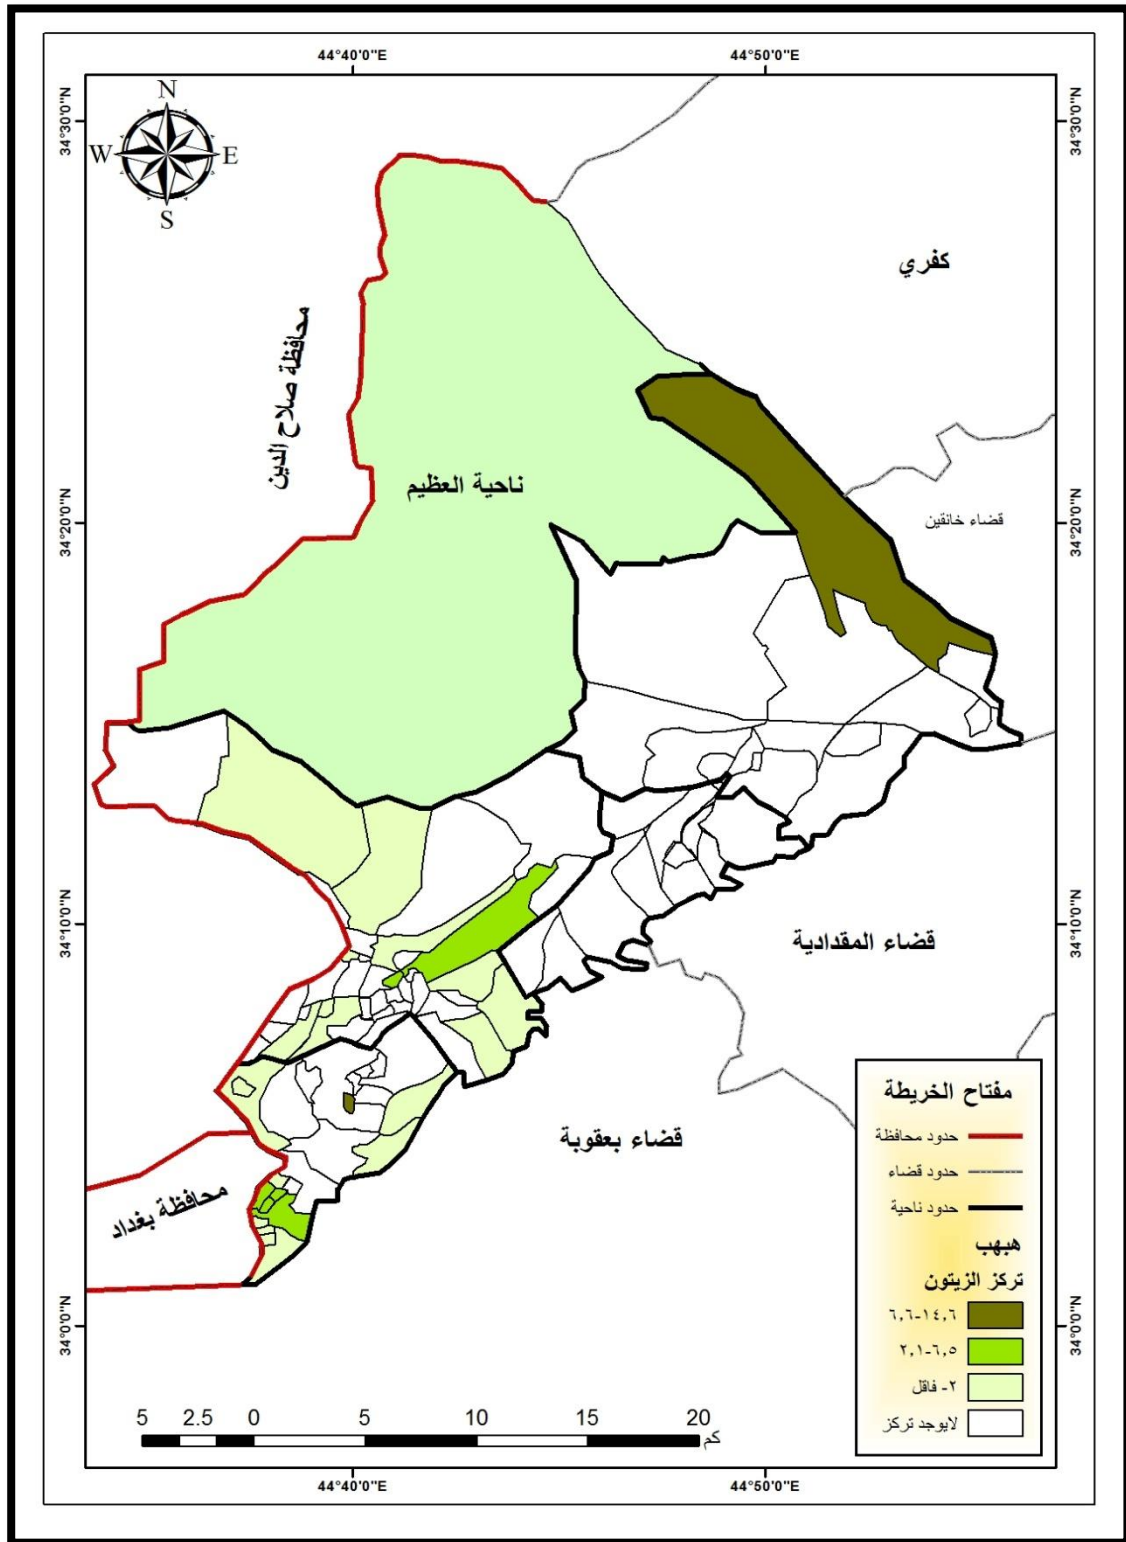 44°40'0"E
44°50'0"E
34°30'0"N
34°30'0"N
N
W
E
S
كفري
محافظة صلاح الدين
ناحية العظيم
34°20'0"N
34°20'0"N
قضاء خانقين
34°10'0"N
34°10'0"N
قضاء المقدادية
قضاء بعقوبة
محافظة بغداد
مفتاح الخريطة
حدود محافظة
حدود قضاء
حدود ناحية
هبهب
تركز الزيتون
٦,٦-١٤,٦
٢,١-٦,٥
٢- فاقل
لايوجد تركز
34°0'0"N
34°0'0"N
5 2.5 0 5 10 15 20
كم
44°40'0"E
44°50'0"E